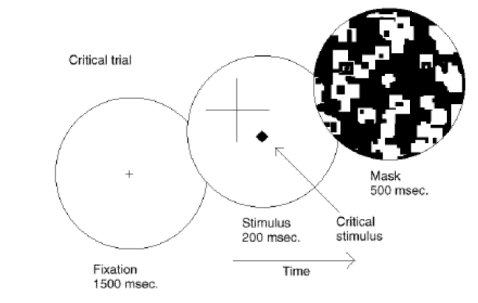 Critical trial
Fixation
1500 msec.
Stimulus
200 msec.
Critical
stimulus
Mask
500 msec.
Time